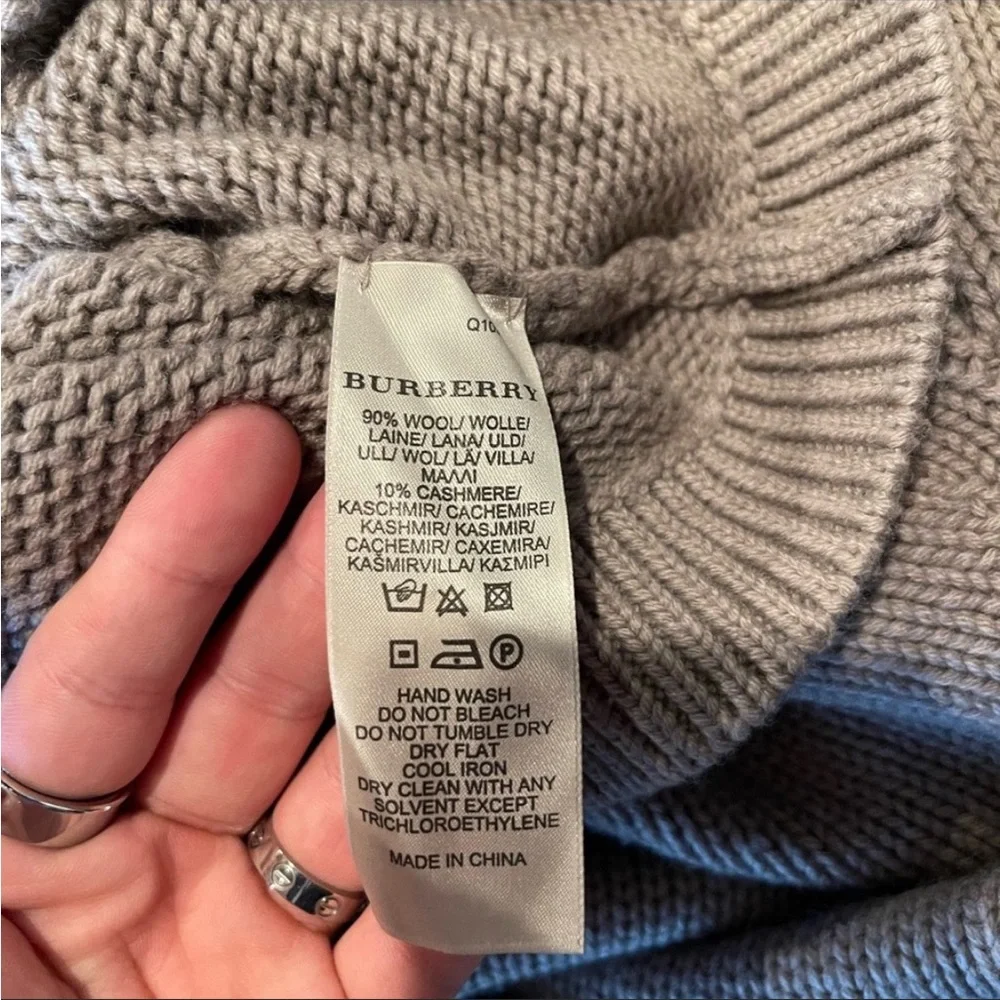 BURBERRY
90% WOOL/ WOLLE/
LAINE/ LANA/ ULD/
ULL/ WOL/ LÃ/ VILLA/
ΜΑΛΛΙ
10% CASHMERE/
KASCHMIR/ CACHEMIRE/
KASHMIR/ KASJMIR/
CAÇHEMIR/ CAXEMIRA/
KAŠMIRVILLA/ ΚΑΣΜΙΡΙ
P
HAND WASH
DO NOT BLEACH
DO NOT TUMBLE DRY
DRY FLAT
COOL IRON
DRY CLEAN WITH ANY
SOLVENT EXCEPT
TRICHLOROETHYLENE
MADE IN CHINA